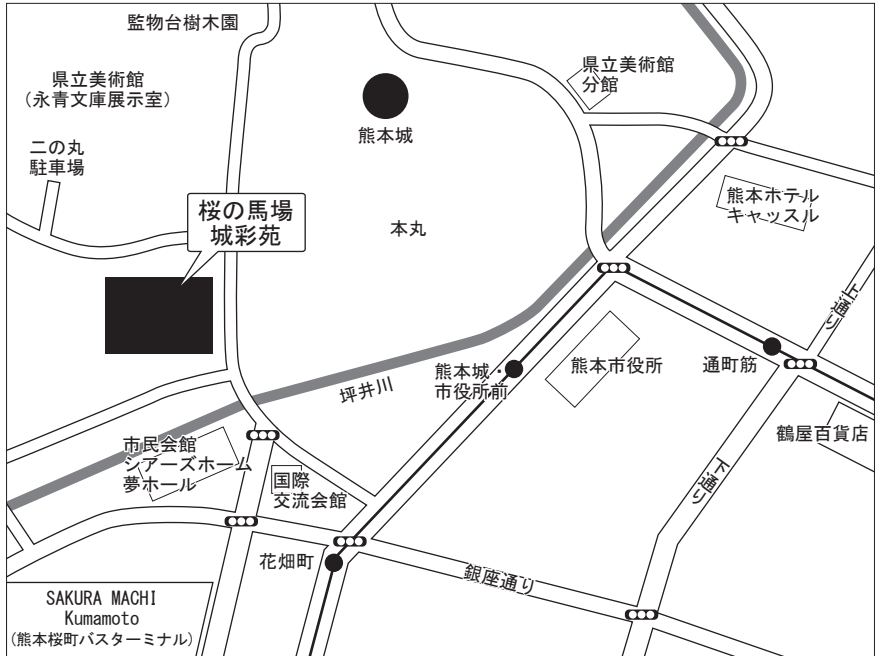 監物台樹木園
県立美術館
（永青文庫展示室）
二の丸
駐車場
熊本城
県立美術館
分館
桜の馬場
城彩苑
本丸
熊本ホテル
キャッスル
上通り
熊本城・
市役所前
熊本市役所
通町筋
坪井川
鶴屋百貨店
市民会館
シアーズホーム
夢ホール
国際
交流会館
下通り
花畑町
銀座通り
SAKURA MACHI
Kumamoto
(熊本桜町バスターミナル)